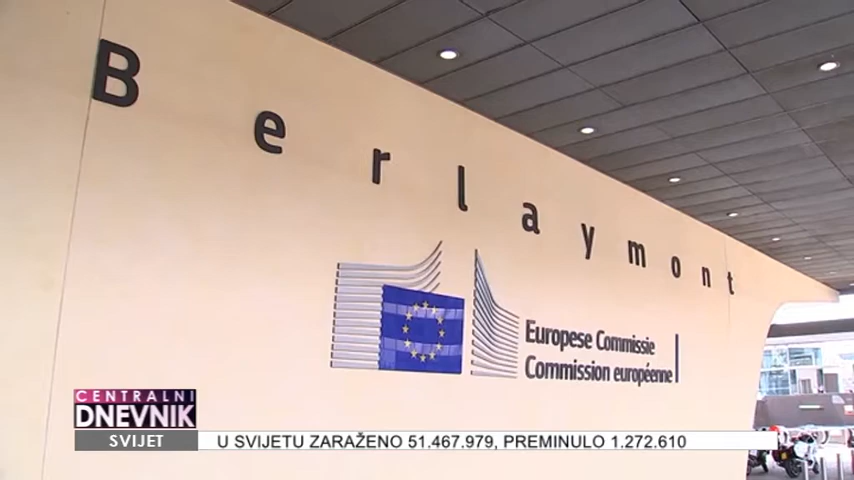 Berlaymont
Europese Commissie
Commission européenne
CENTRALNI
DNEVNIK
SVIJET
U SVIJETU ZARAŽENO 51.467.979, PREMINULO 1.272.610